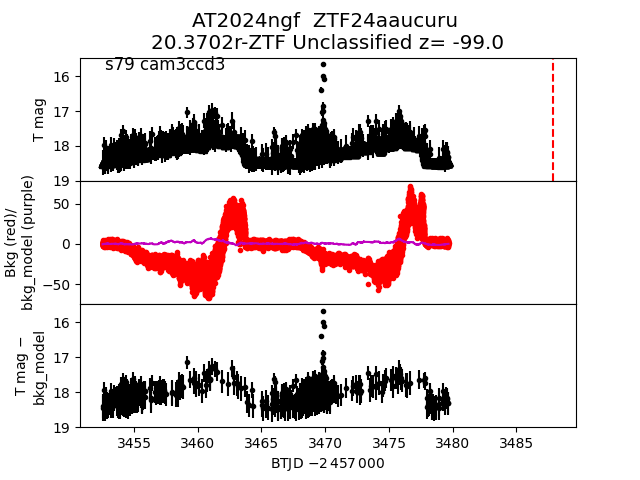 AT2024ngf  ZTF24aaucuru
20.3702r-ZTF Unclassified z= -99.0
s79 cam3ccd3
T mag
16
17
18
19
Bkg (red)/
bkg_model (purple)
50
0
−50
T mag −
bkg_model
16
17
18
19
3455 3460 3465 3470 3475 3480 3485
BTJD −2 457 000